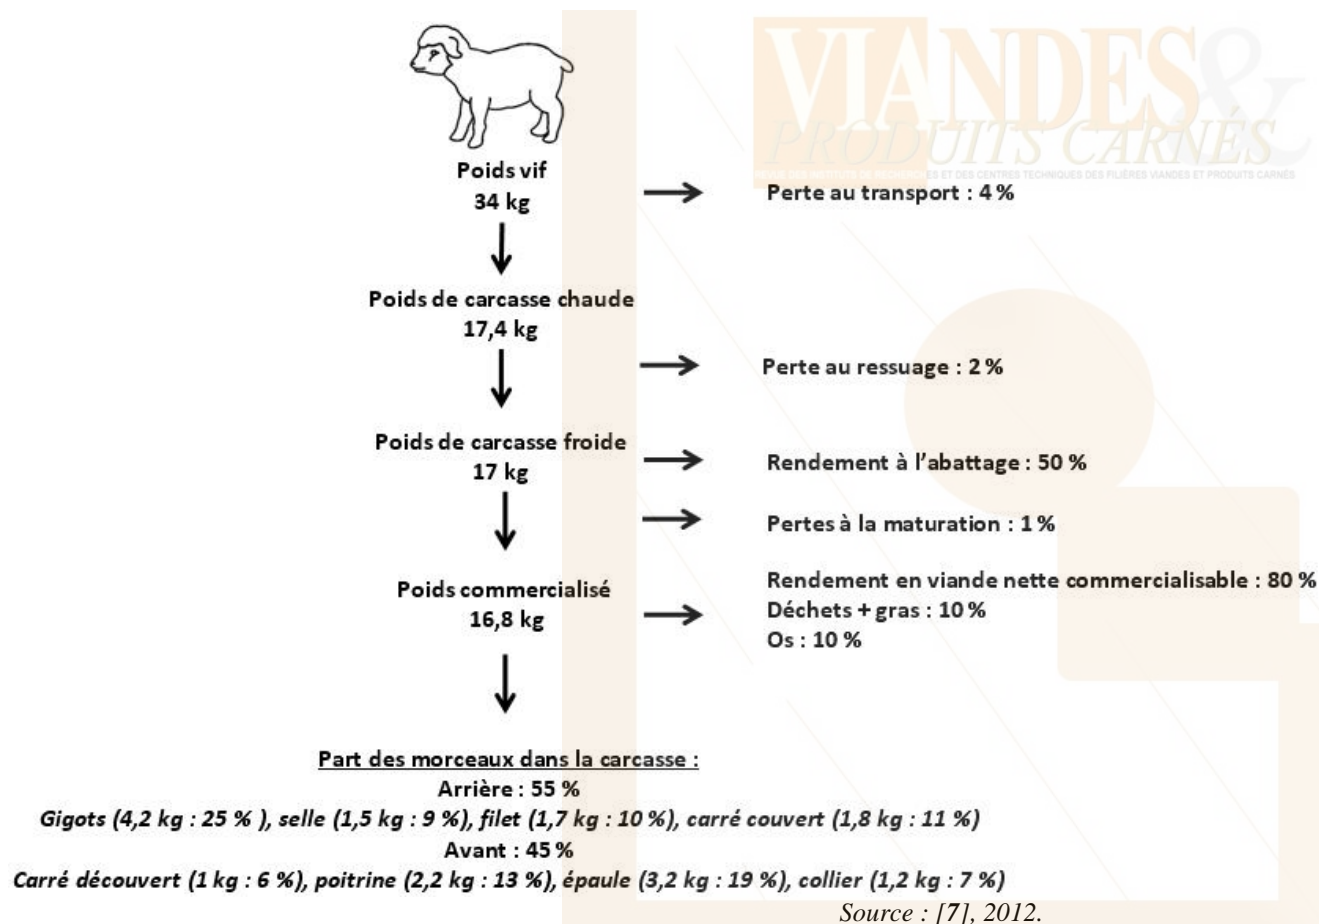 VIANDES&
PRODUITS CARNÉS
REVUE DES INSTITUTS DE RECHERCHES ET DES CENTRES TECHNIQUES DES FILIÈRES VIANDES ET PRODUITS CARNÉS
Poids vif
34 kg
Perte au transport : 4 %
Poids de carcasse chaude
17,4 kg
Perte au ressuage : 2 %
Poids de carcasse froide
17 kg
Rendement à l'abattage : 50 %
Pertes à la maturation : 1 %
Poids commercialisé
16,8 kg
Rendement en viande nette commercialisable : 80 %
Déchets + gras : 10 %
Os : 10 %
Part des morceaux dans la carcasse :
Arrière : 55 %
Gigots (4,2 kg : 25 % ), selle (1,5 kg : 9 %), filet (1,7 kg : 10 %), carré couvert (1,8 kg : 11 %)
Avant : 45 %
Carré découvert (1 kg : 6 %), poitrine (2,2 kg : 13 %), épaule (3,2 kg : 19 %), collier (1,2 kg : 7 %)
Source : [7], 2012.